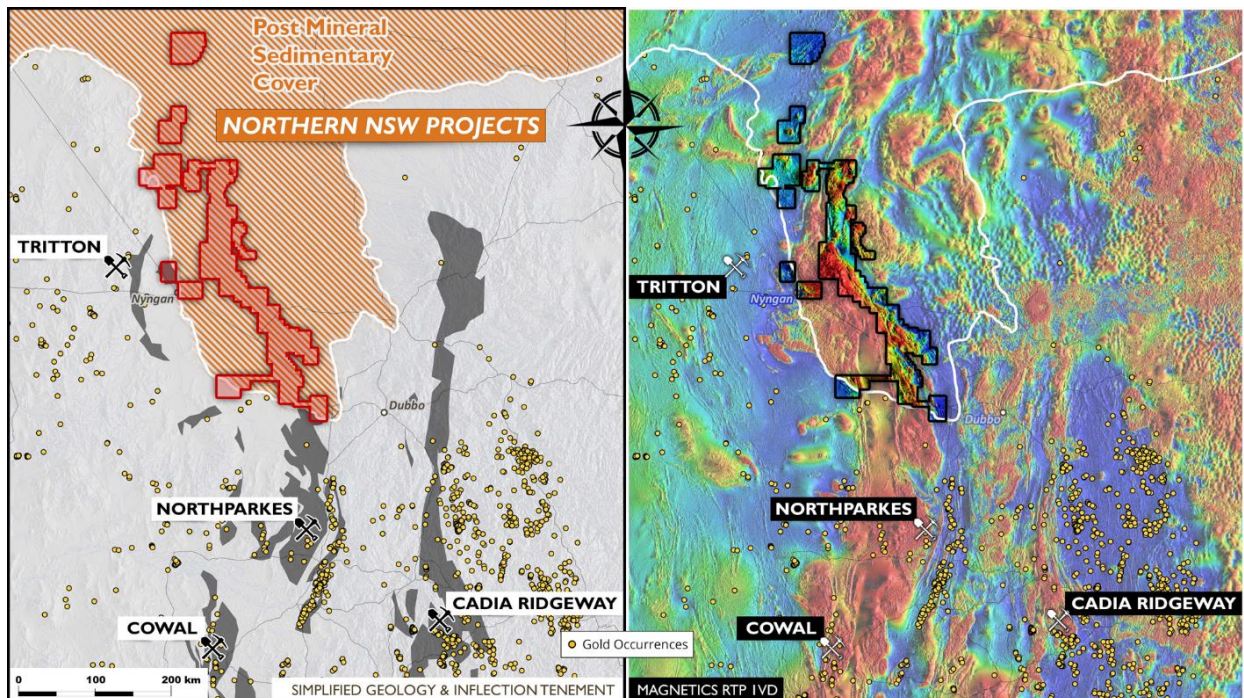 Post Mineral
Sedimentary
Cover
NORTHERN NSW PROJECTS
TRITTON
Nyngan
Dubbo
NORTHPARKES
CADIA RIDGEWAY
COWAL
Gold Occurrences
0 100 200 km
SIMPLIFIED GEOLOGY & INFLECTION TENEMENT
TRITTON
Nyngan
Dubbo
NORTHPARKES
CADIA RIDGEWAY
COWAL
MAGNETICS RTP 1VD